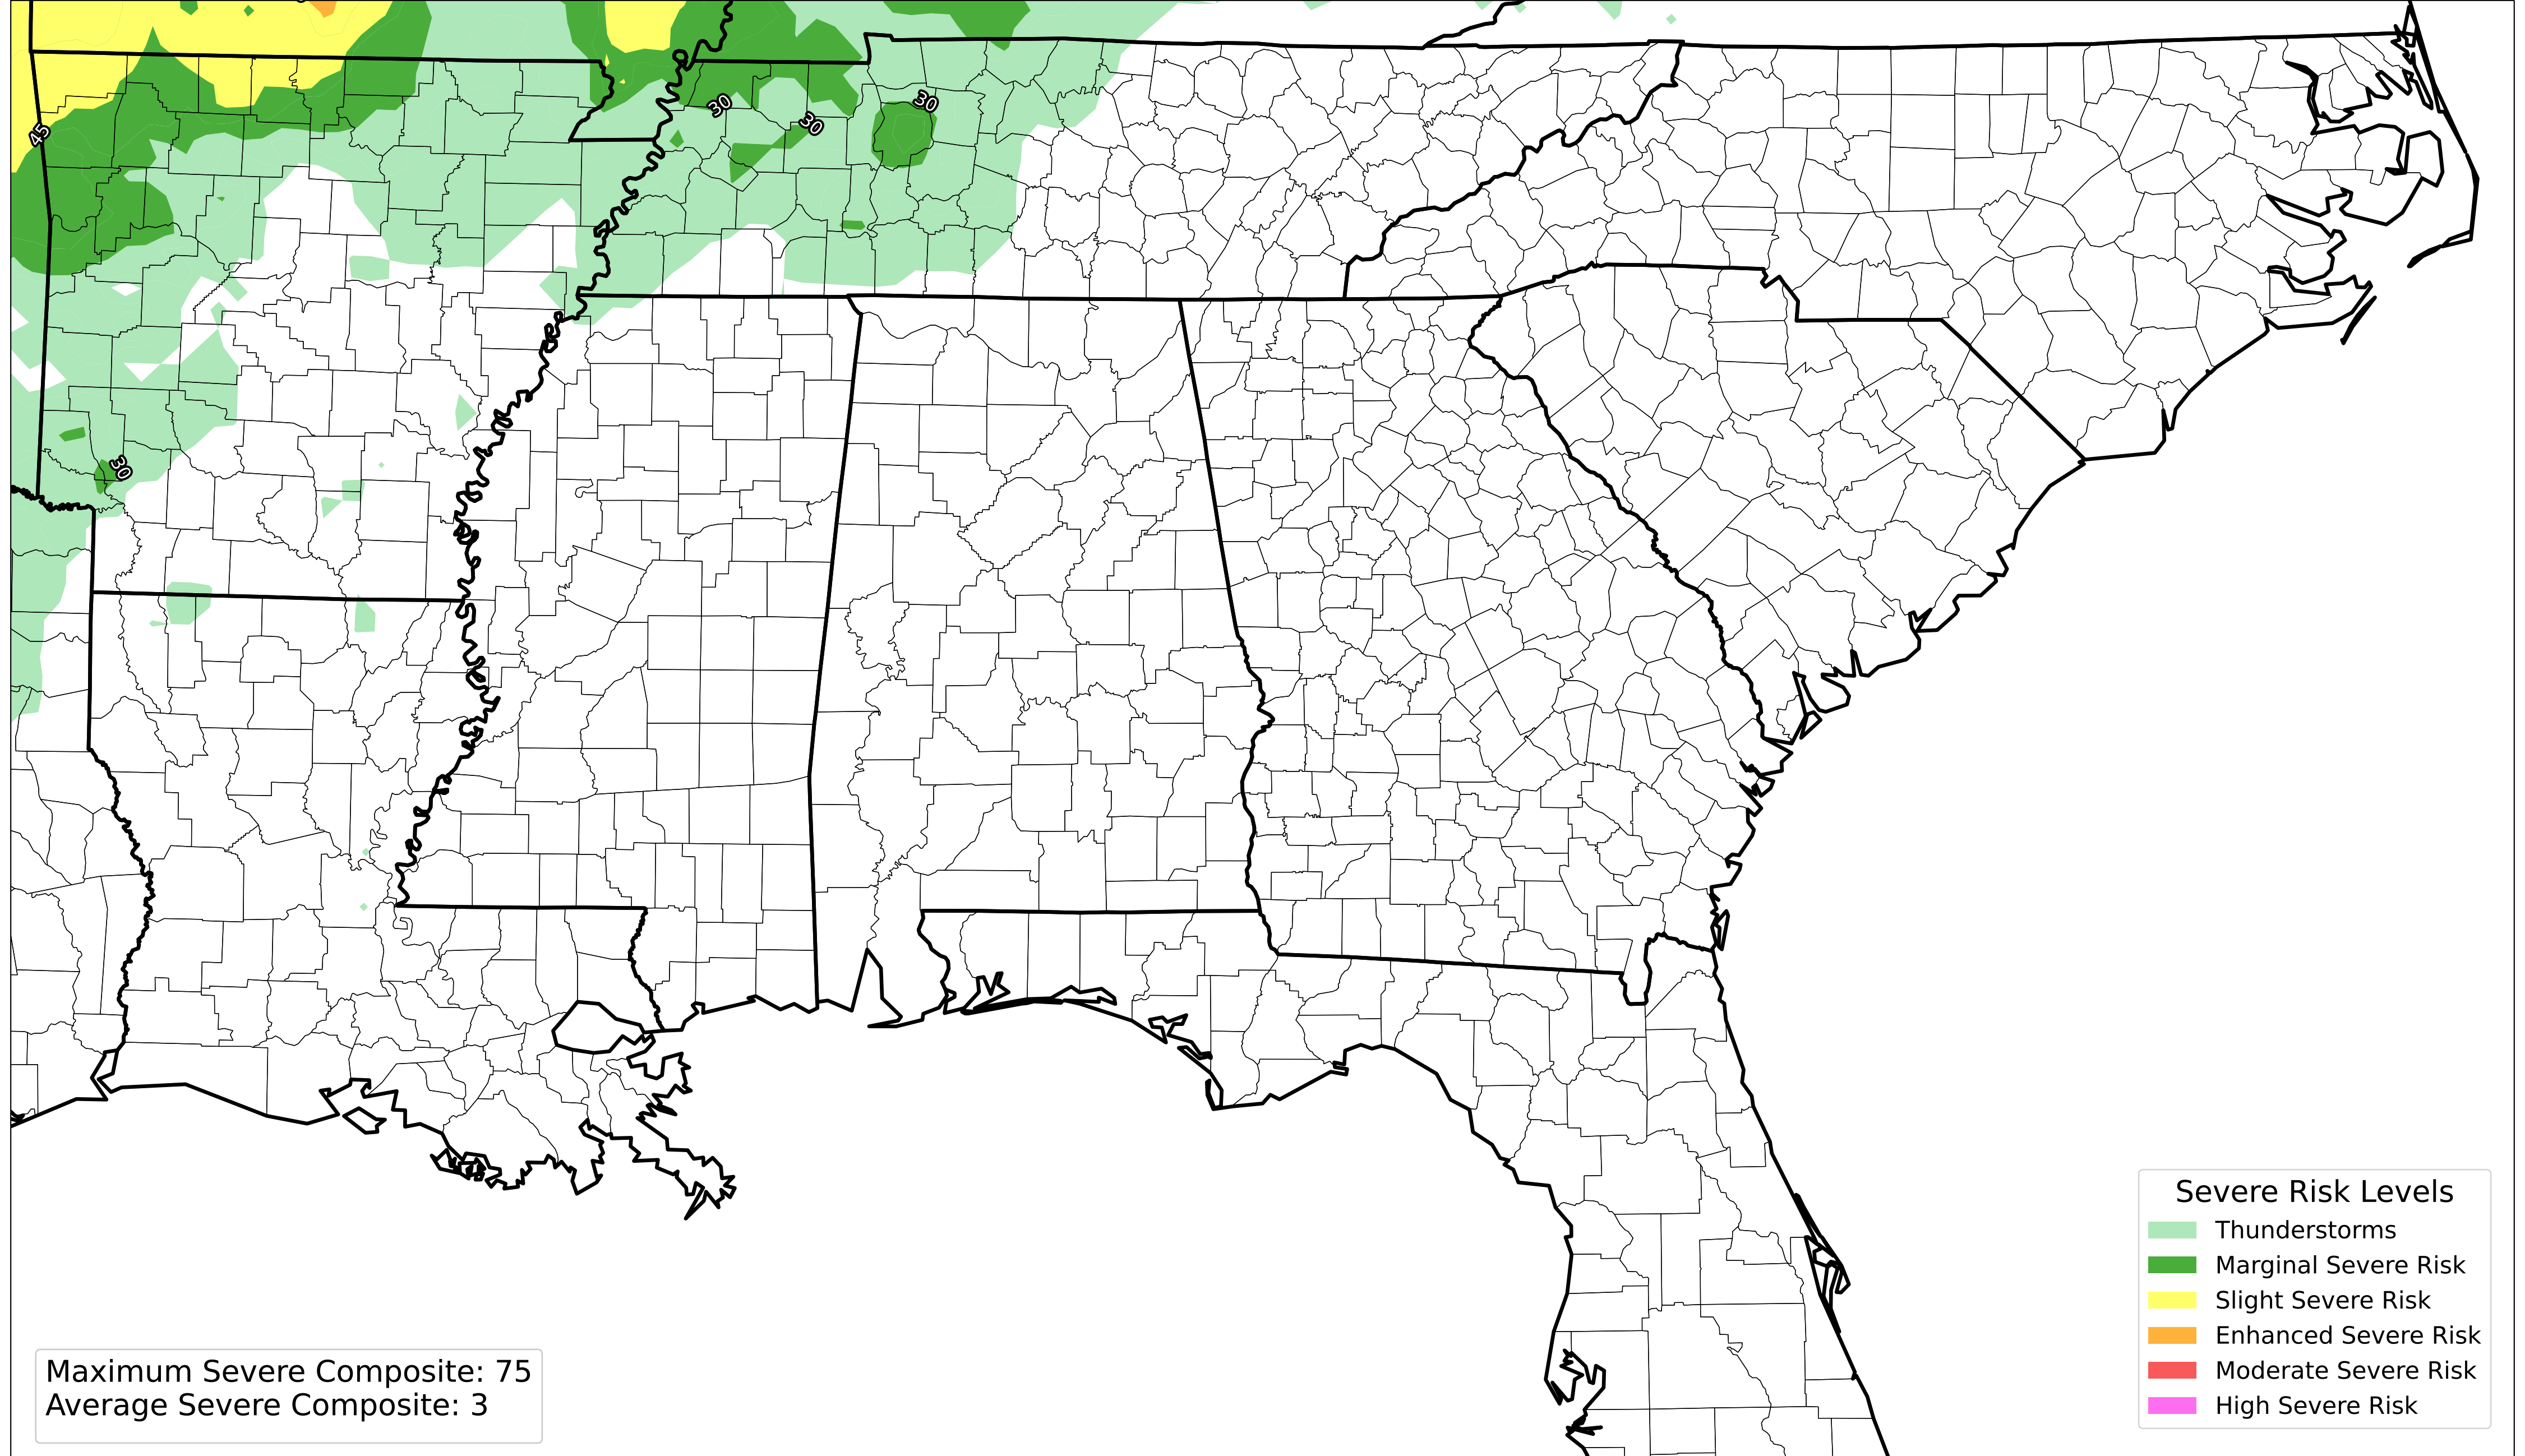 30
30
30
45
30
Severe Risk Levels
Thunderstorms
Marginal Severe Risk
Slight Severe Risk
Enhanced Severe Risk
Moderate Severe Risk
High Severe Risk
Maximum Severe Composite: 75
Average Severe Composite: 3